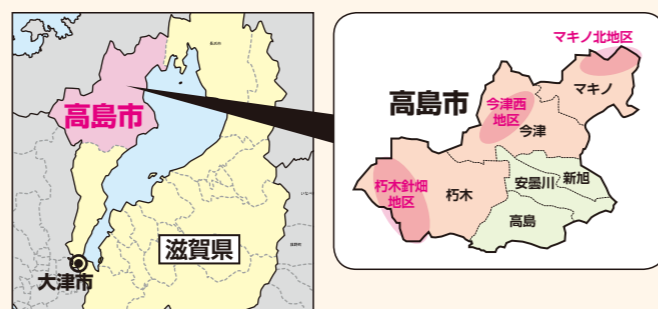 高島市
滋賀県
大津市
マキノ北地区
マキノ
高島市
今津西
地区
今津
朽木針畑
地区
朽木
安曇川
新旭
高島